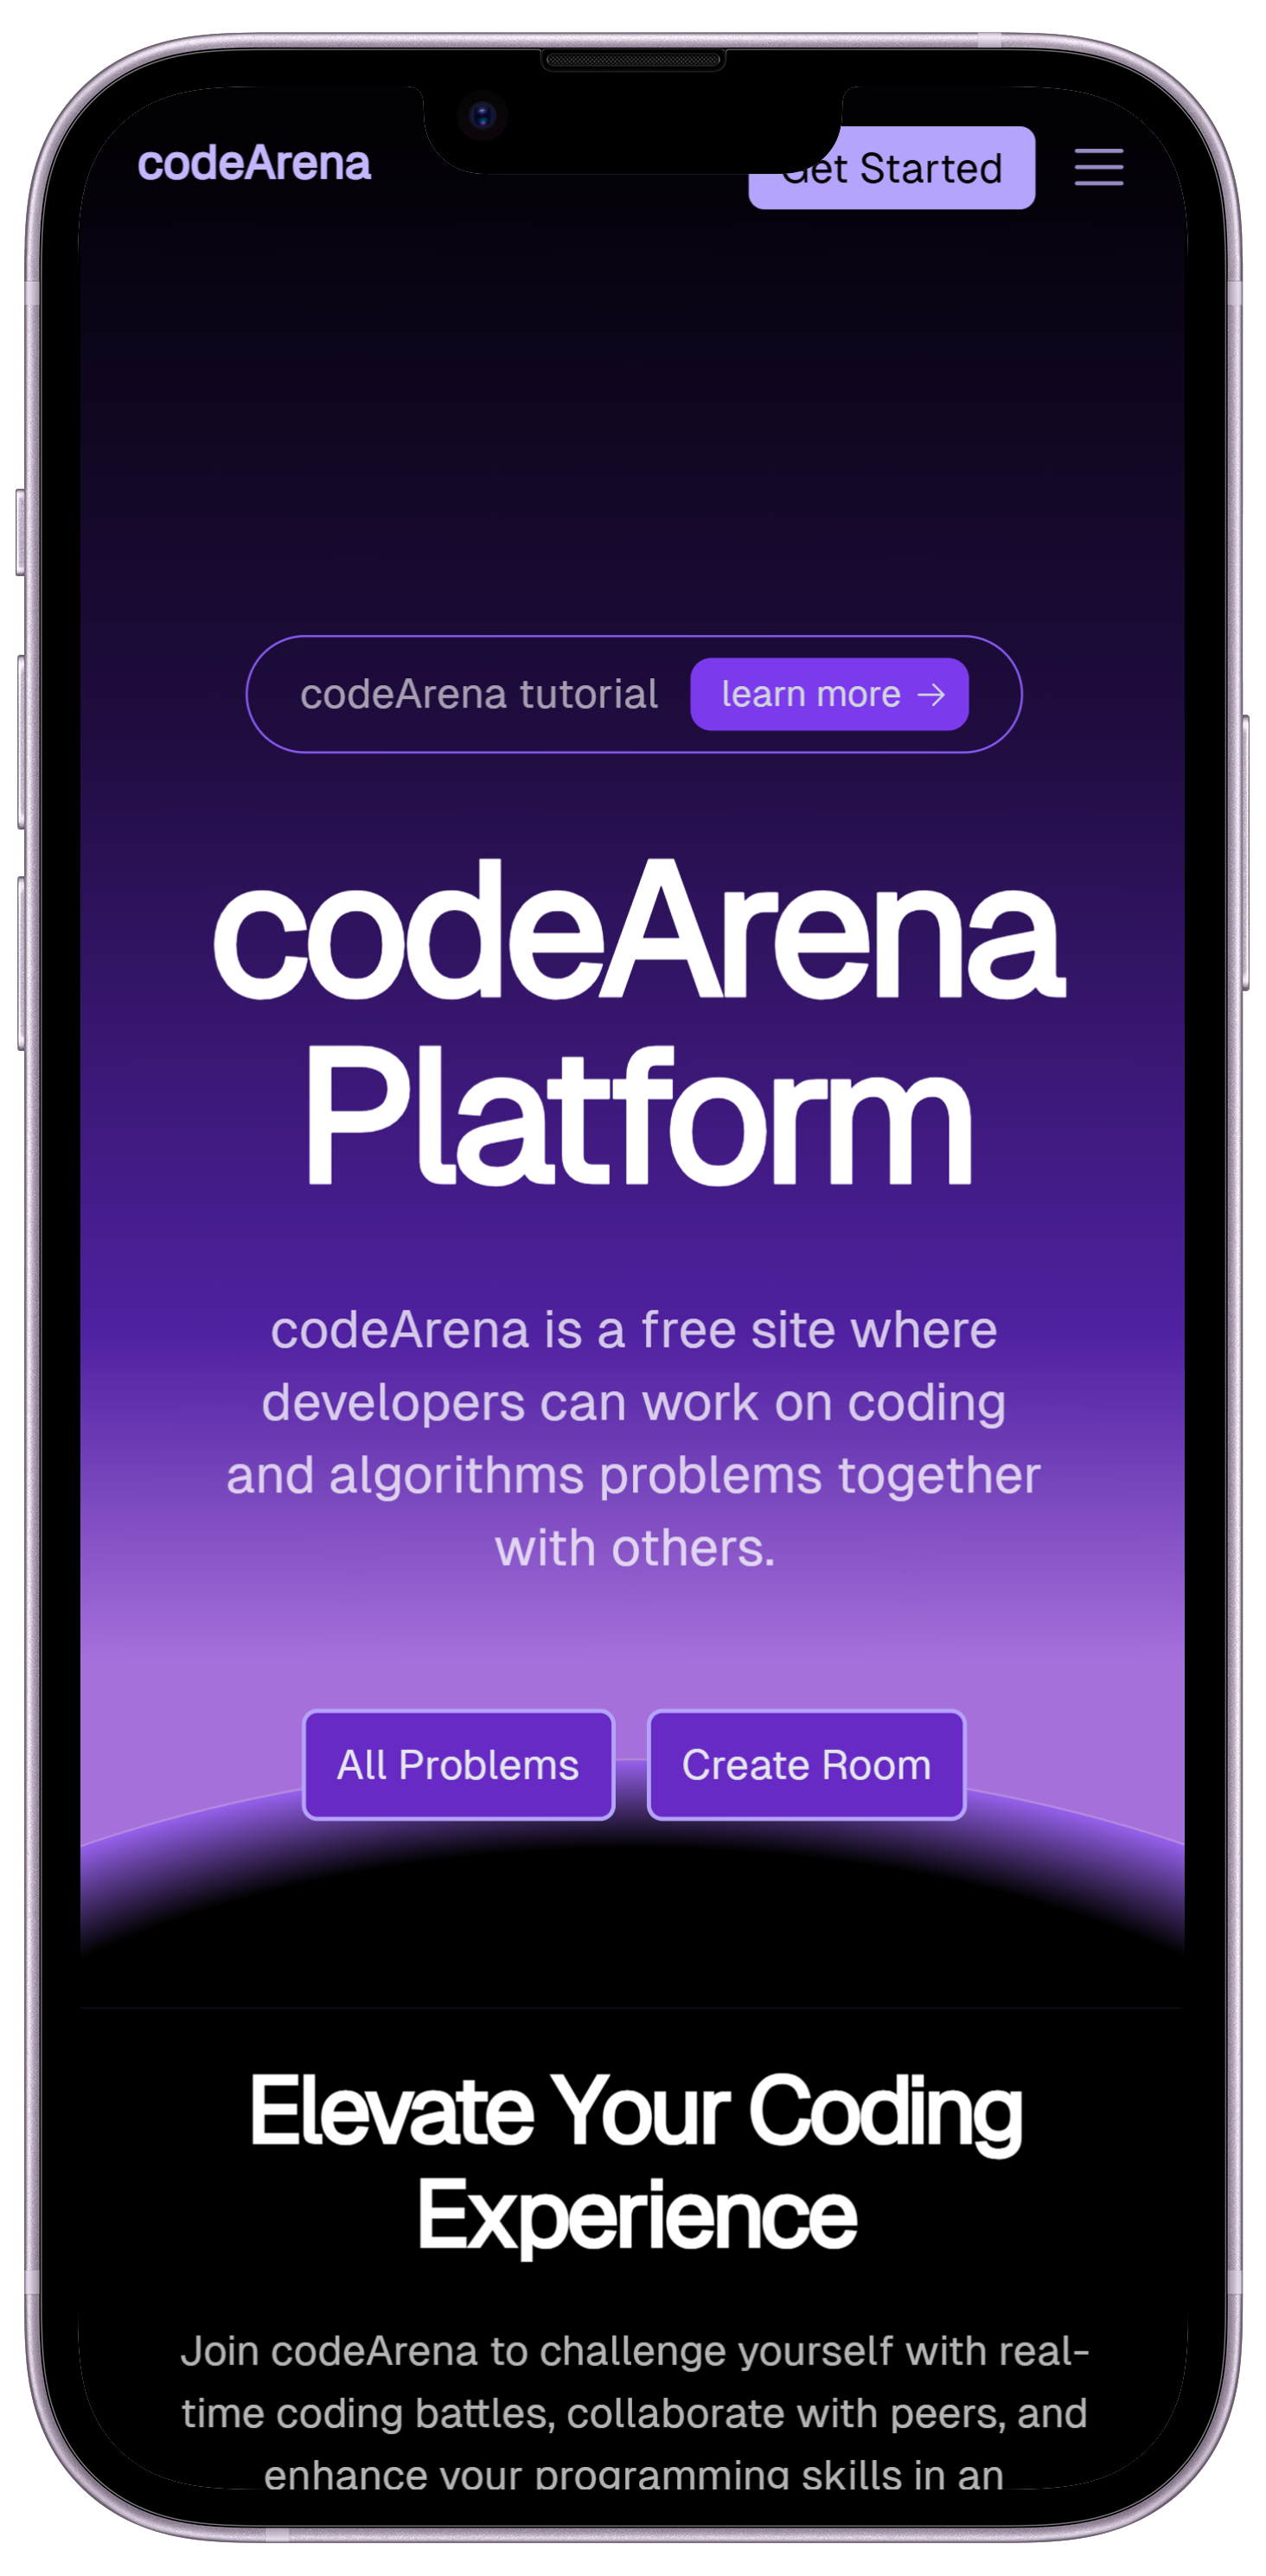 codeArena
Get Started
codeArena tutorial
learn more →
codeArena
Platform
codeArena is a free site where
developers can work on coding
and algorithms problems together
with others.
All Problems
Create Room
Elevate Your Coding
Experience
Join codeArena to challenge yourself with real-
time coding battles, collaborate with peers, and
enhance your programming skills in an